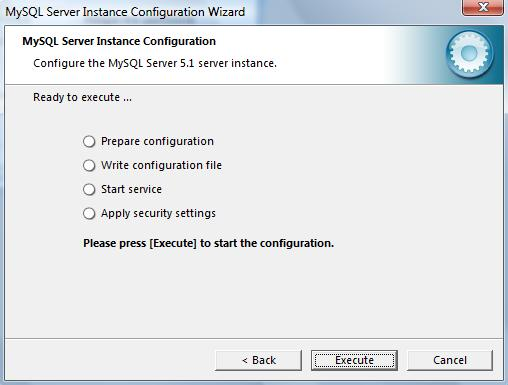 MySQL Server Instance Configuration Wizard
X
MySQL Server Instance Configuration
Configure the MySQL Server 5.1 server instance.
Ready to execute ...
Prepare configuration
Write configuration file
Start service
Apply security settings
Please press [Execute] to start the configuration.
< Back
Execute
Cancel